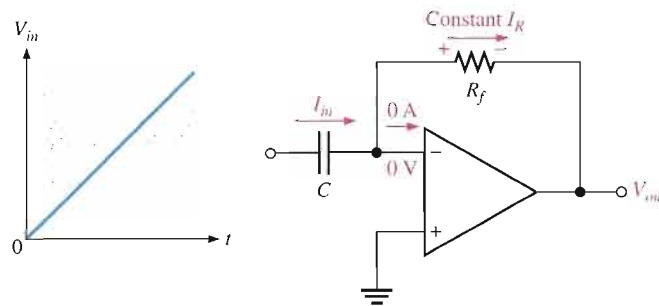 V_in
0
t
Constant I_R
+ −
R_f
I_in
0 A
0 V
C
−
+
V_out